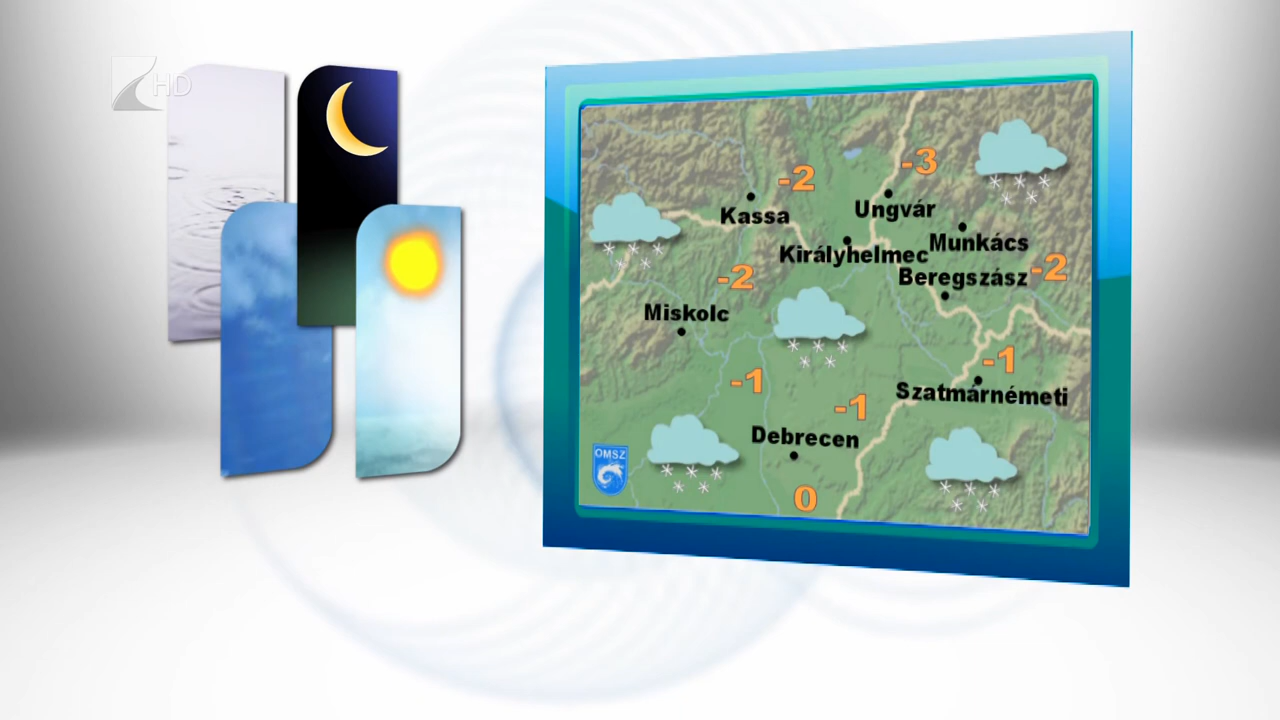 HD
-3
-2
Kassa
Ungvár
Királyhelmec
Munkács
-2
Beregszász
-2
Miskolc
-1
-1
Szatmárnémeti
-1
Debrecen
OMSZ
0